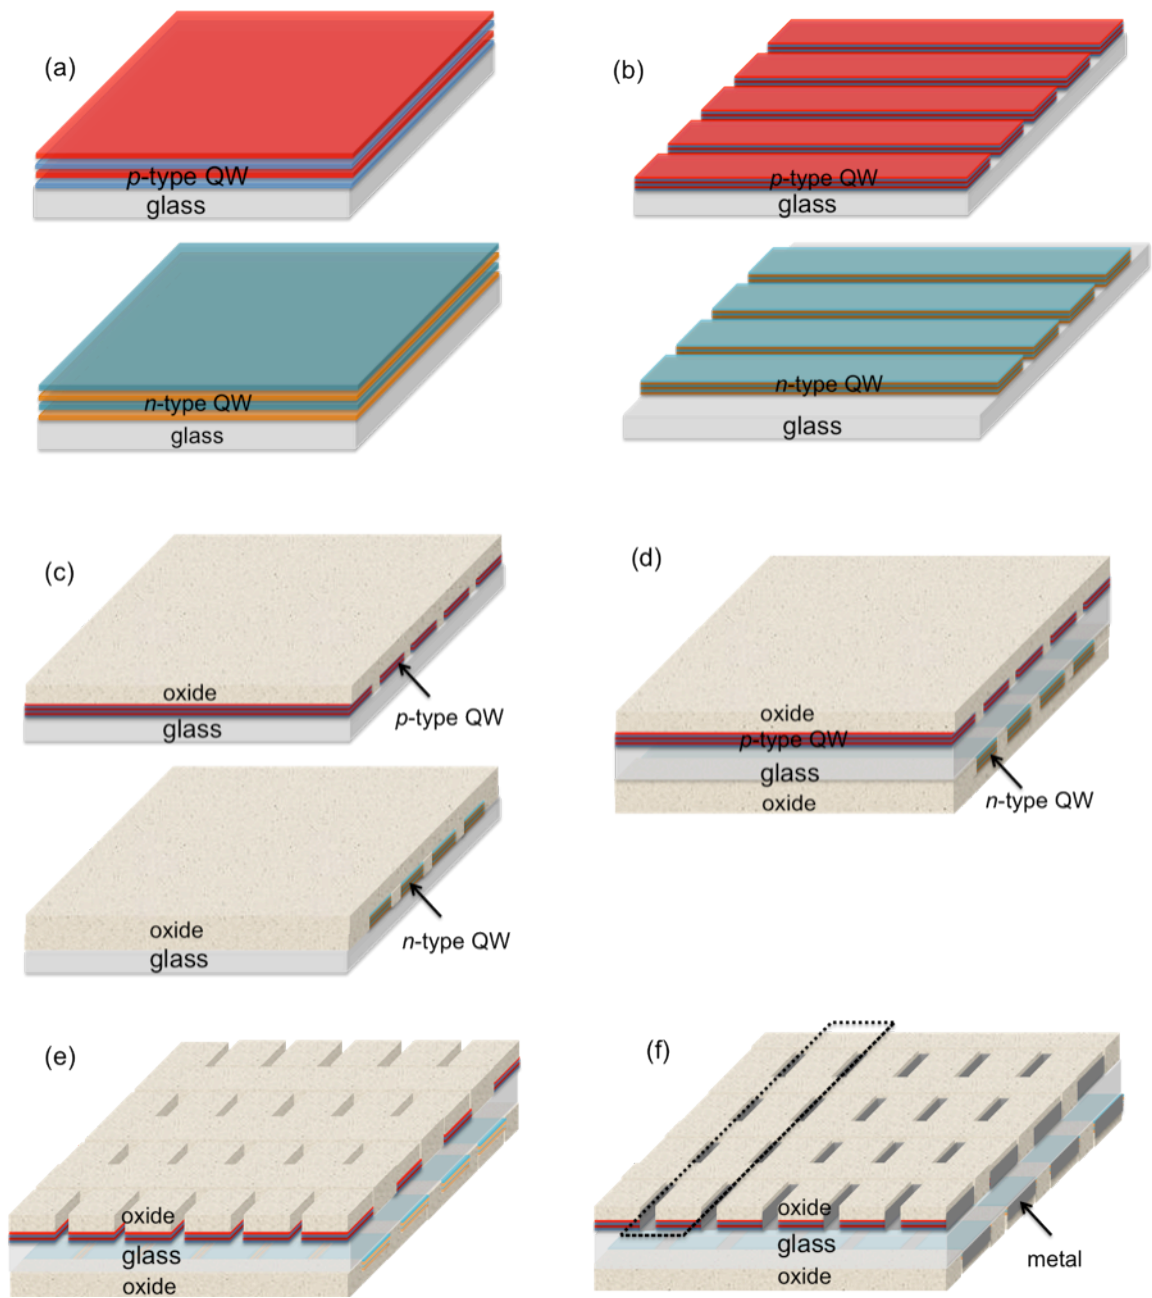 (a)
p-type QW
glass
n-type QW
glass
(b)
p-type QW
glass
n-type QW
glass
(c)
oxide
glass
p-type QW
oxide
glass
n-type QW
(d)
oxide
p-type QW
glass
oxide
n-type QW
(e)
oxide
glass
oxide
(f)
oxide
glass
oxide
metal